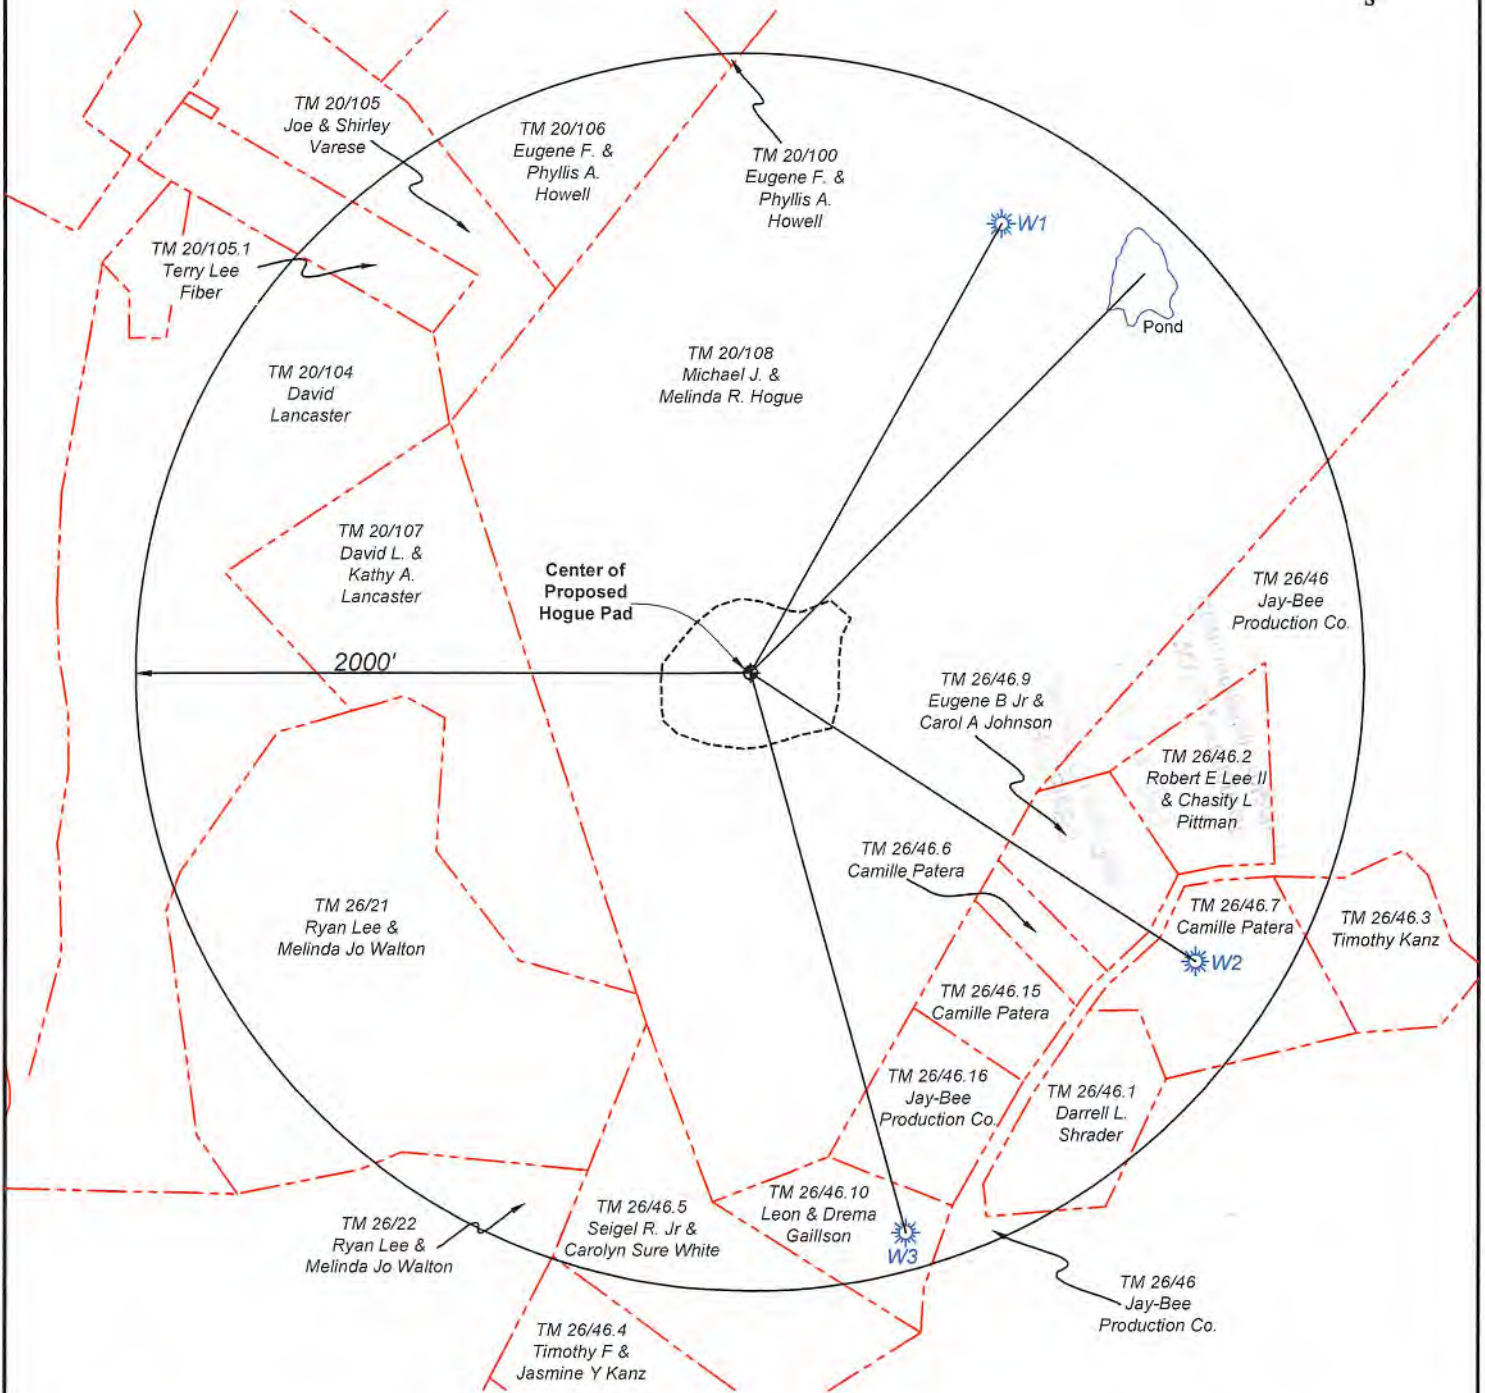 S
TM 20/105
Joe & Shirley
Varese
TM 20/106
Eugene F. &
Phyllis A.
Howell
TM 20/100
Eugene F. &
Phyllis A.
Howell
W1
TM 20/105.1
Terry Lee
Fiber
Pond
TM 20/104
David
Lancaster
TM 20/108
Michael J. &
Melinda R. Hogue
TM 20/107
David L. &
Kathy A.
Lancaster
Center of
Proposed
Hogue Pad
TM 26/46
Jay-Bee
Production Co.
2000'
TM 26/46.9
Eugene B Jr &
Carol A Johnson
TM 26/46.2
Robert E Lee II
& Chasity L
Pittman
TM 26/46.6
Camille Patera
TM 26/21
Ryan Lee &
Melinda Jo Walton
TM 26/46.7
Camille Patera
TM 26/46.3
Timothy Kanz
W2
TM 26/46.15
Camille Patera
TM 26/46.16
Jay-Bee
Production Co.
TM 26/46.1
Darrell L.
Shrader
TM 26/46.10
Leon & Drema
Gaillson
W3
TM 26/46.5
Seigel R. Jr &
Carolyn Sure White
TM 26/22
Ryan Lee &
Melinda Jo Walton
TM 26/46
Jay-Bee
Production Co.
TM 26/46.4
Timothy F &
Jasmine Y Kanz